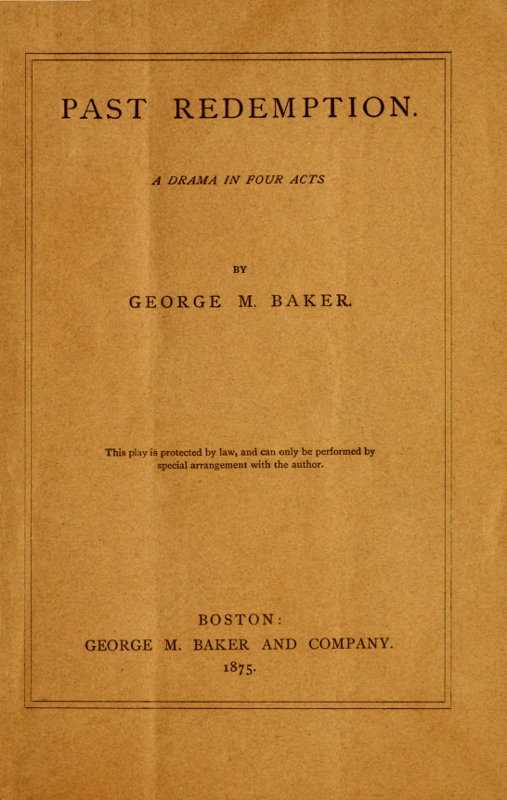 PAST REDEMPTION.
A DRAMA IN FOUR ACTS
BY
GEORGE M. BAKER.
This play is protected by law, and can only be performed by
special arrangement with the author.
BOSTON:
GEORGE M. BAKER AND COMPANY.
1875.